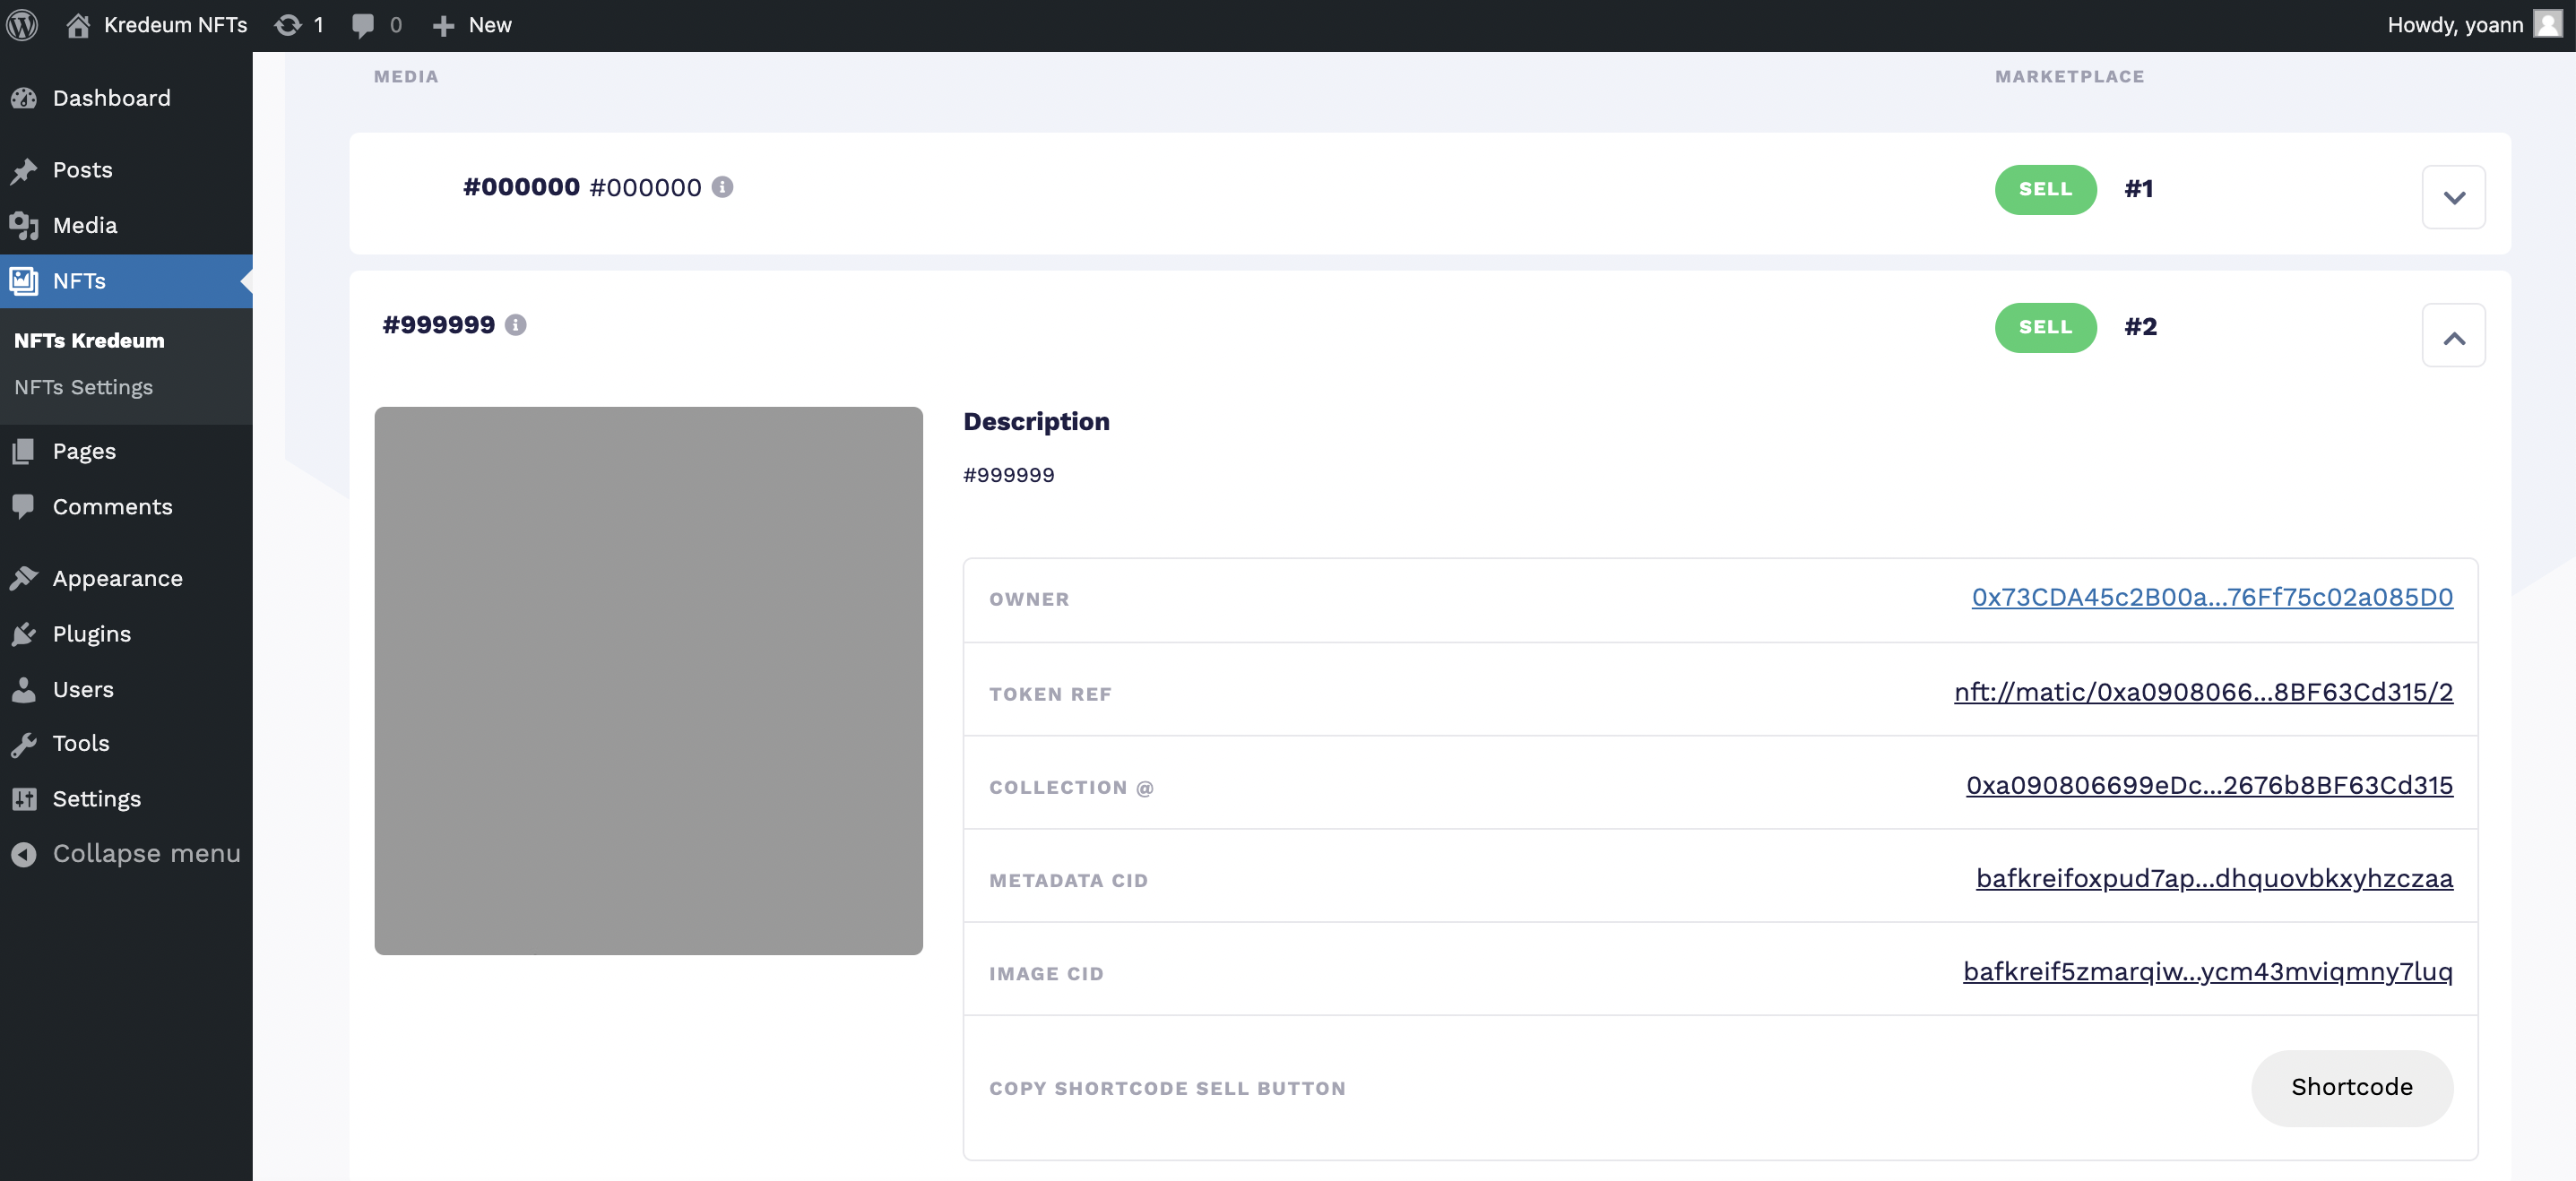 Kredeum NFTs 1 0 New Howdy, yoann
Dashboard
Posts
Media
NFTs
NFTs Kredeum
NFTs Settings
Pages
Comments
Appearance
Plugins
Users
Tools
Settings
Collapse menu
MEDIA MARKETPLACE
#000000 #000000 SELL #1
#999999 SELL #2
Description
#999999
OWNER 0x73CDA45c2B00a...76Ff75c02a085D0
TOKEN REF nft://matic/0xa0908066...8BF63Cd315/2
COLLECTION @ 0xa090806699eDc...2676b8BF63Cd315
METADATA CID bafkreifoxpud7ap...dhquovbkxyhzczaa
IMAGE CID bafkreif5zmarqiw...ycm43mviqmny7luq
COPY SHORTCODE SELL BUTTON Shortcode